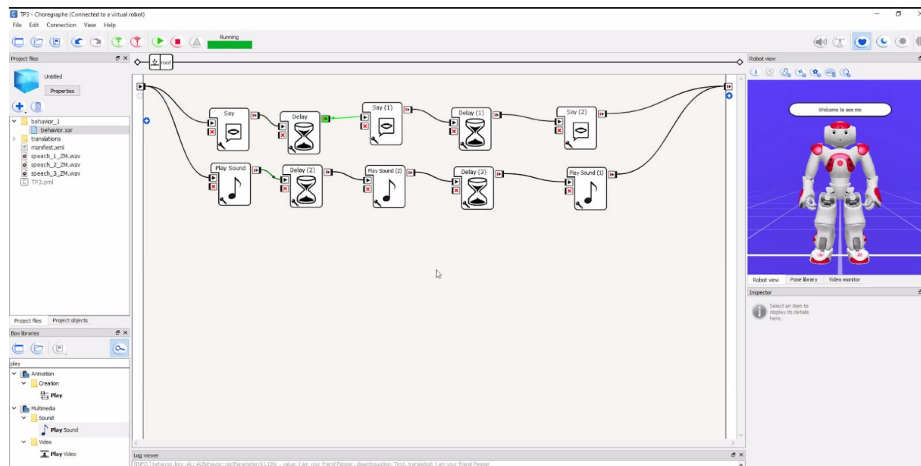 TP3 - Choregraphe (Connected to a virtual robot)
File Edit Connection View Help
Running
Project files
root
Robot view
Untitled
Properties
behavior_1
behavior.xar
translations
manifest.xml
speech_1_ZM.wav
speech_2_ZM.wav
speech_3_ZM.wav
TP3.pml
Say
Delay
Say (1)
Delay (1)
Say (2)
Play Sound
Delay (2)
Play Sound (2)
Delay (3)
Play Sound (1)
Welcome to see me
Robot view Pose library Video monitor
Inspector
Select an item to
display its details
here.
Project files Project objects
Box libraries
play
Animation
Creation
Play
Multimedia
Sound
Play Sound
Video
Play Video
Log viewer